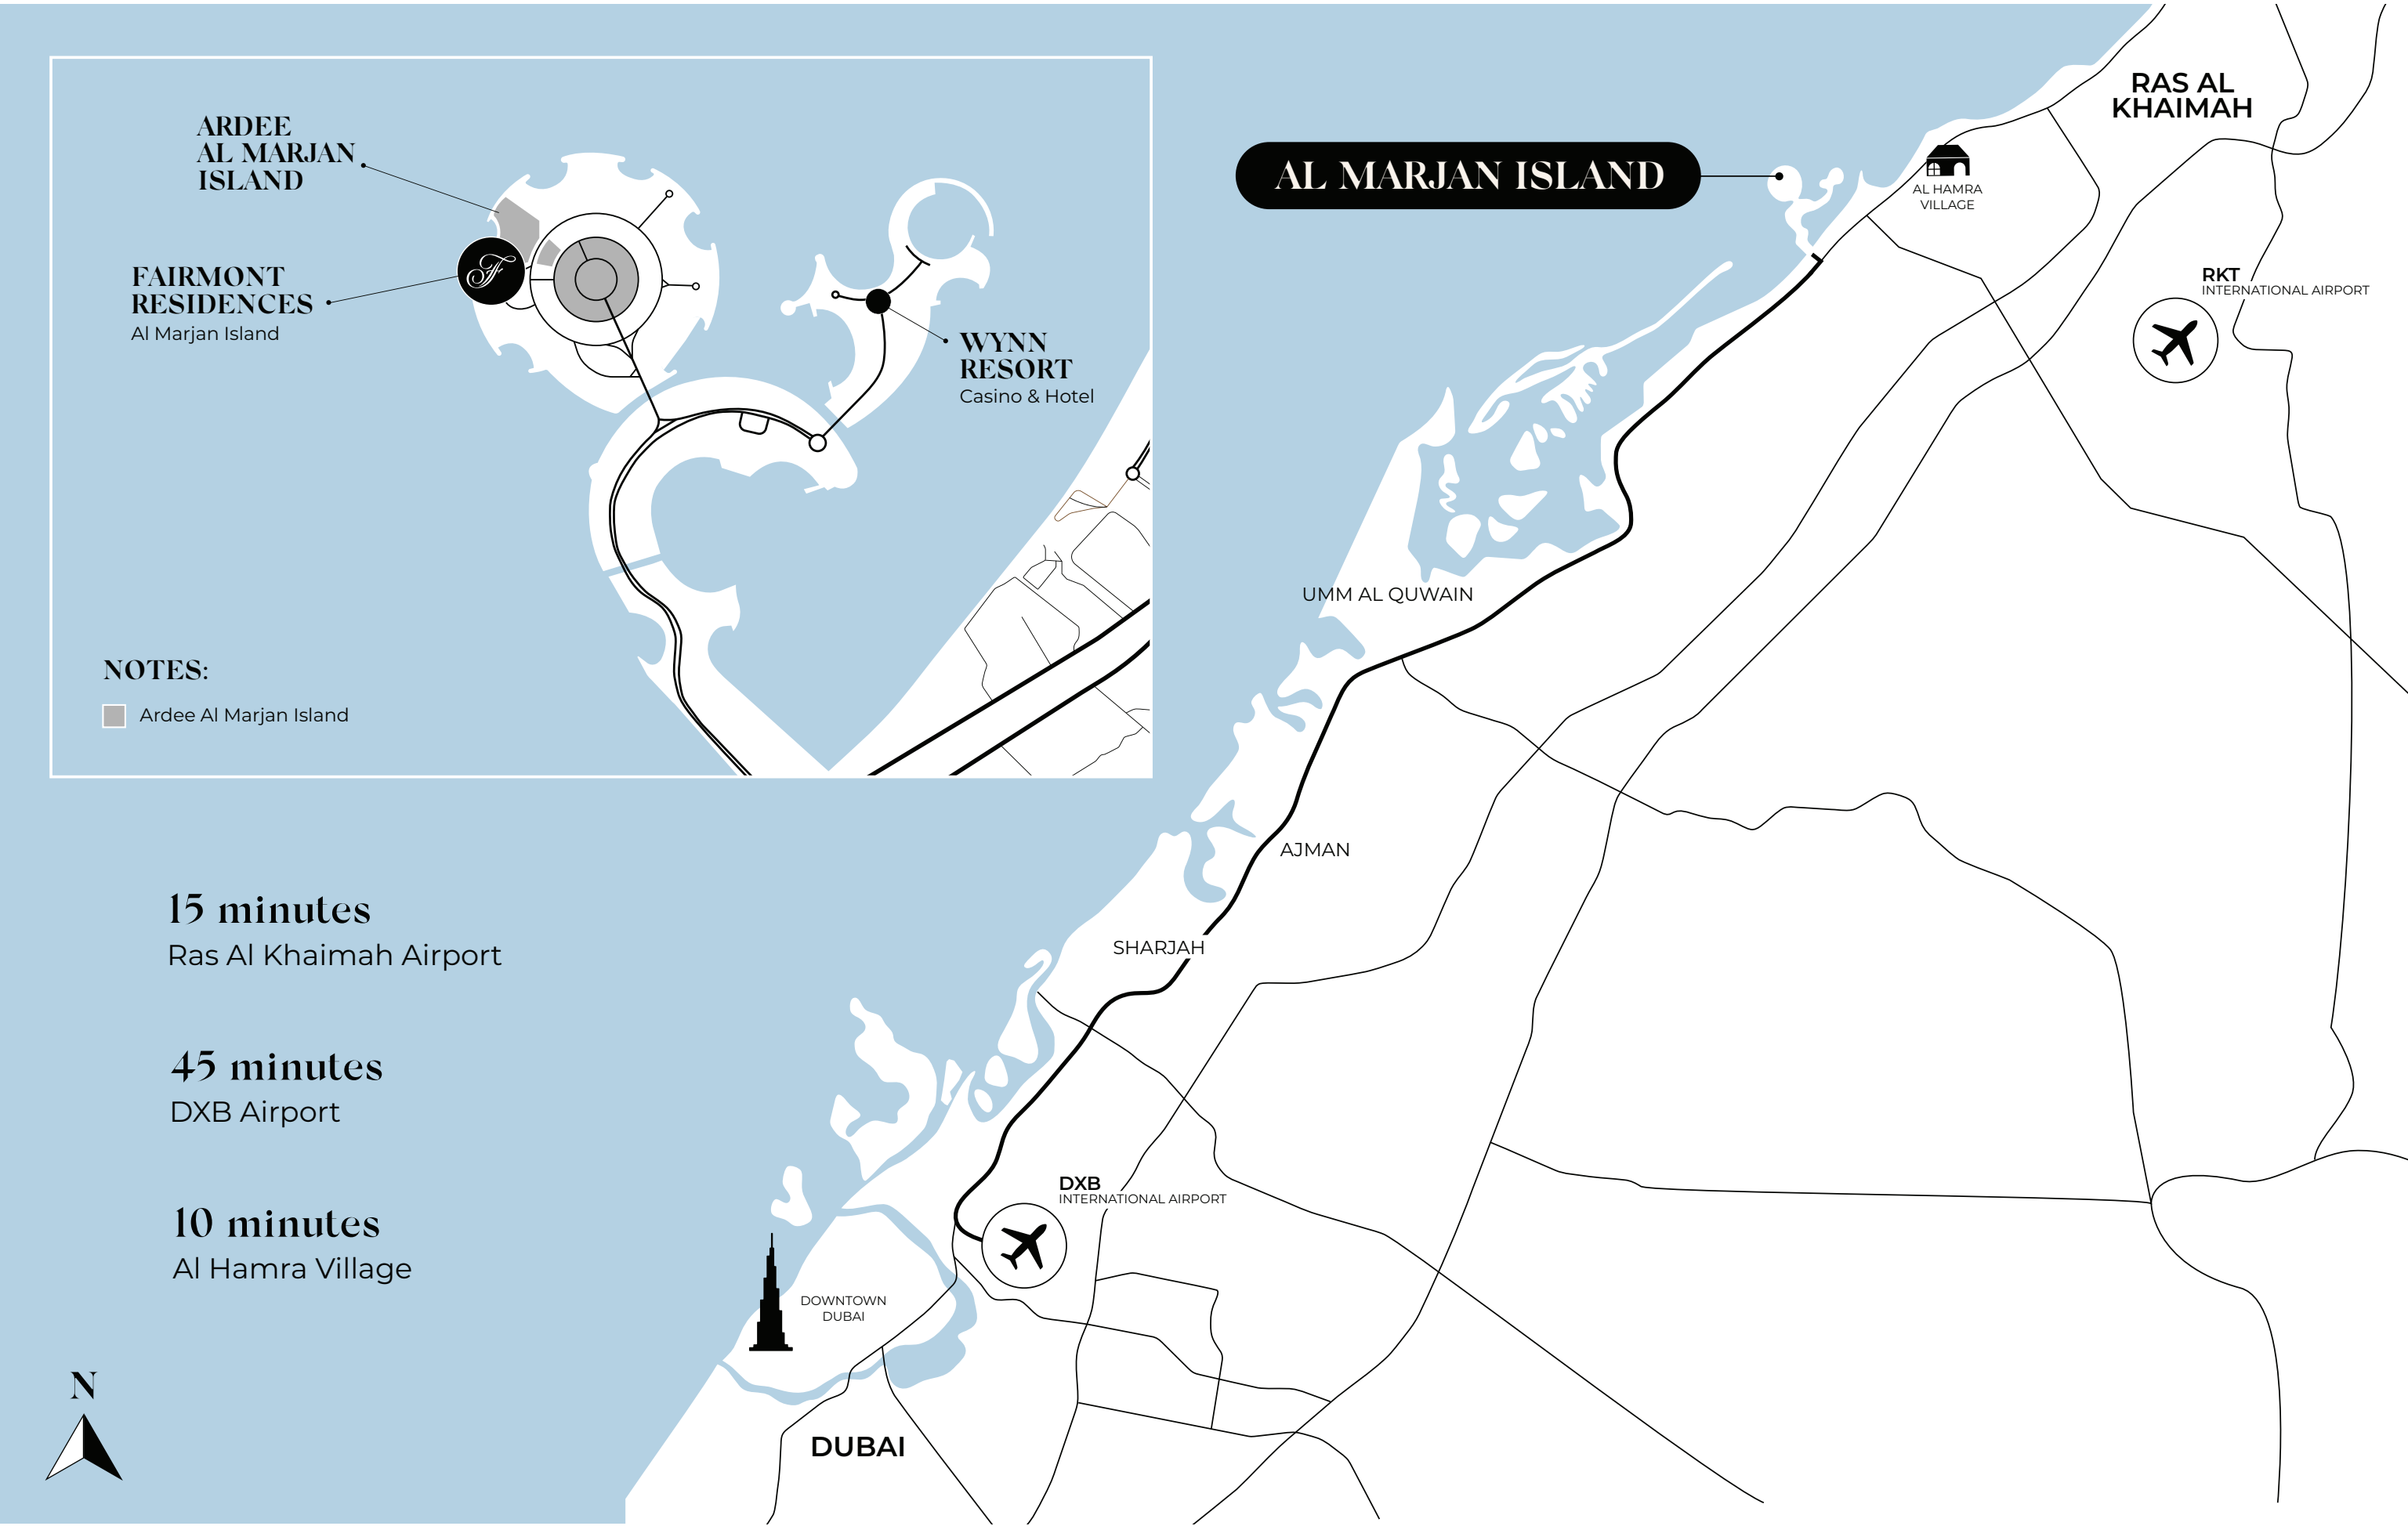 ARDEE
AL MARJAN
ISLAND
FAIRMONT
RESIDENCES
Al Marjan Island
WYNN
RESORT
Casino & Hotel
NOTES:
Ardee Al Marjan Island
AL MARJAN ISLAND
RAS AL
KHAIMAH
AL HAMRA
VILLAGE
RKT
INTERNATIONAL AIRPORT
UMM AL QUWAIN
AJMAN
SHARJAH
DXB
INTERNATIONAL AIRPORT
DOWNTOWN
DUBAI
DUBAI
15 minutes
Ras Al Khaimah Airport
45 minutes
DXB Airport
10 minutes
Al Hamra Village
N